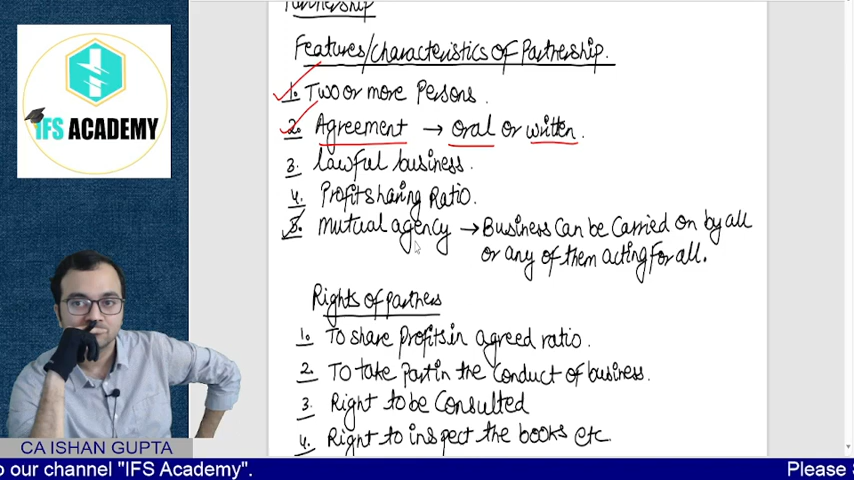 Partnership
Features/characteristics of Partnership.
1. Two or more Persons.
2. Agreement → oral or written.
3. lawful business.
4. Profit sharing Ratio.
5. Mutual agency → Business can be carried on by all
or any of them acting for all.
Rights of partners
1. To share Profits in agreed ratio.
2. To take Part in the conduct of business.
3. Right to be Consulted
4. Right to inspect the books etc.
IFS ACADEMY
CA ISHAN GUPTA
o our channel "IFS Academy".
Please S